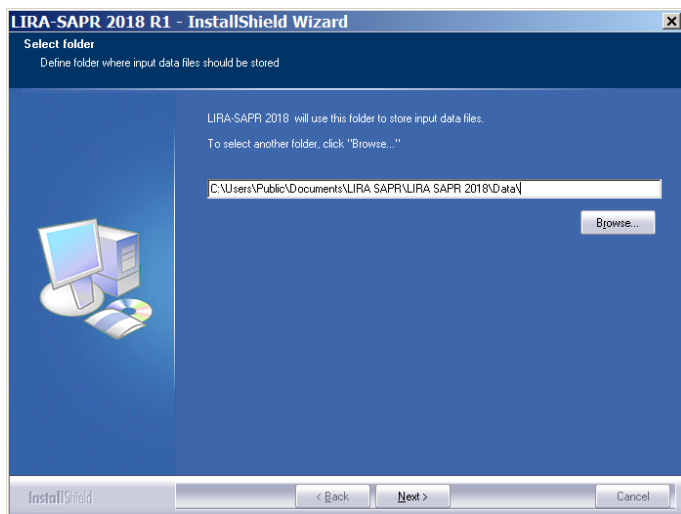 LIRA-SAPR 2018 R1 - InstallShield Wizard
Select folder
Define folder where input data files should be stored
LIRA-SAPR 2018 will use this folder to store input data files.
To select another folder, click "Browse..."
C:\Users\Public\Documents\LIRA SAPR\LIRA SAPR 2018\Data\
Browse...
InstallShield
< Back
Next >
Cancel